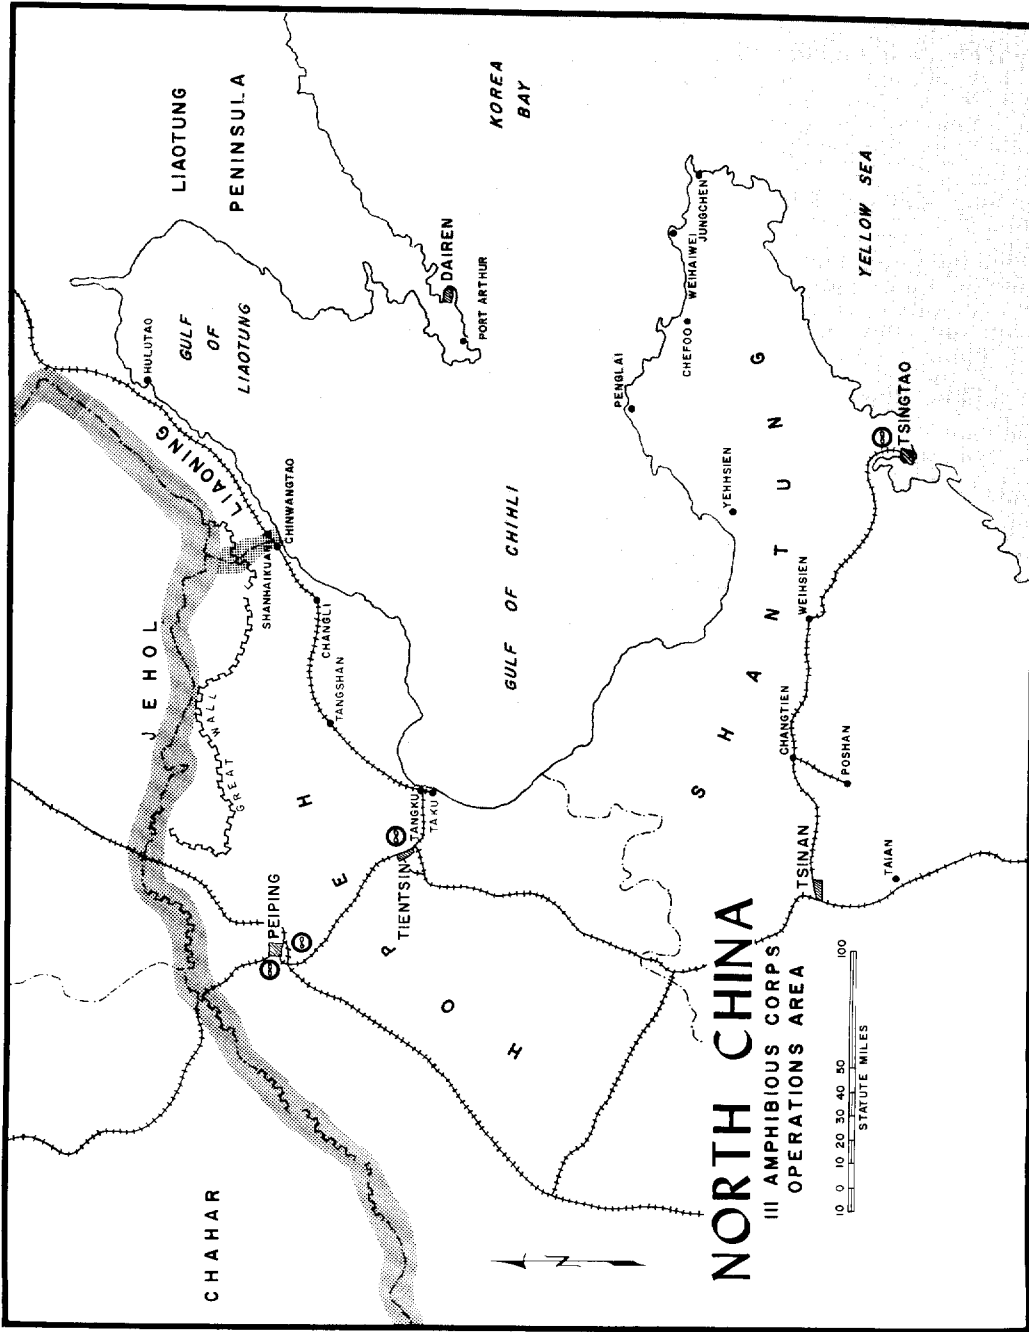 CHAHAR
JEHOL
LIAONING
LIAOTUNG
PENINSULA
HULUTAO
GULF
OF
LIAOTUNG
GREAT WALL
SHANHAIKUAN
CHINWANGTAO
CHANGLI
TANGSHAN
KOREA
BAY
DAIREN
PORT ARTHUR
PEIPING
TIENTSIN
TANGKU
TAKU
HOPEH
GULF OF CHIHLI
PENGLAI
CHEFOO
WEIHAIWEI
JUNGCHEN
YEHHSIEN
SHANTUNG
YELLOW SEA
TSINGTAO
WEIHSIEN
CHANGTIEN
POSHAN
TSINAN
TAIAN
N
NORTH CHINA
III AMPHIBIOUS CORPS
OPERATIONS AREA
10 0 10 20 30 50 100
STATUTE MILES